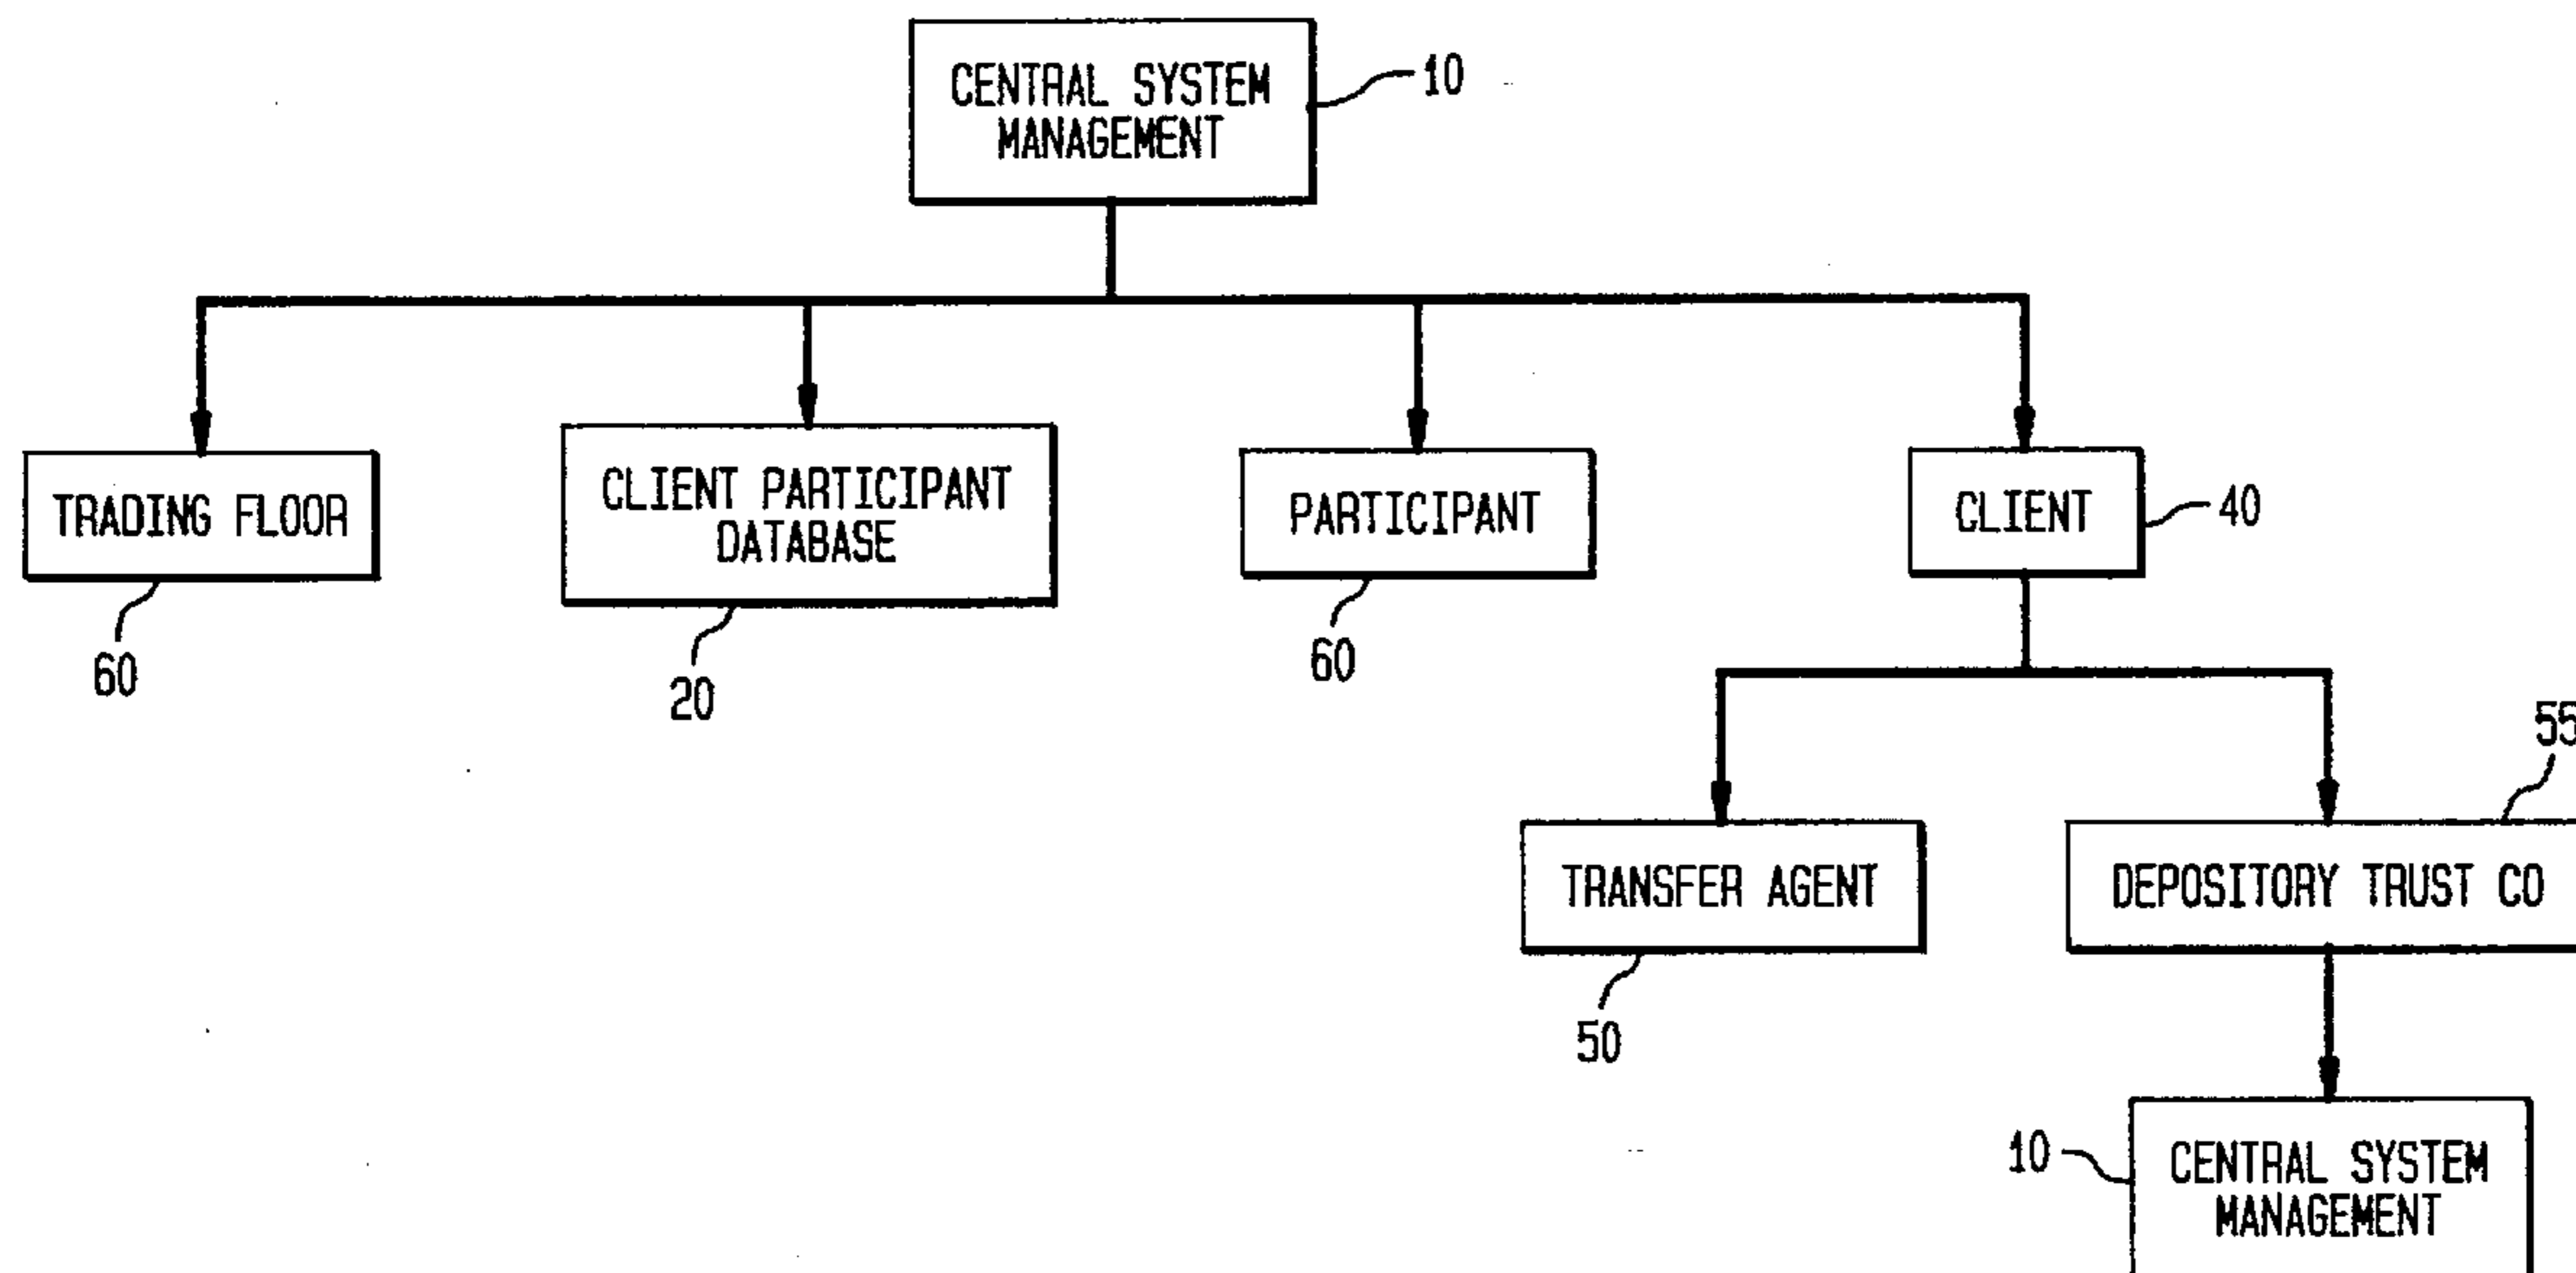 CENTRAL SYSTEM
MANAGEMENT
10
TRADING FLOOR
60
CLIENT PARTICIPANT
DATABASE
20
PARTICIPANT
60
CLIENT
40
TRANSFER AGENT
50
55
DEPOSITORY TRUST CO
10
CENTRAL SYSTEM
MANAGEMENT